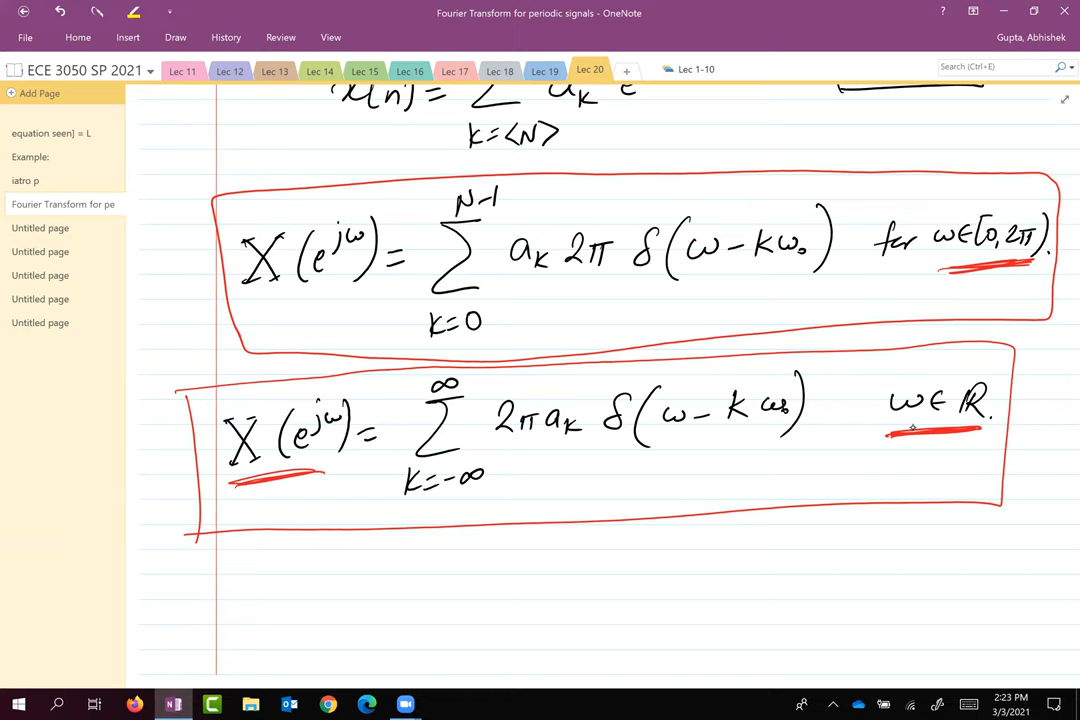 Fourier Transform for periodic signals - OneNote
Gupta, Abhishek
File Home Insert Draw History Review View
ECE 3050 SP 2021 Lec 11 Lec 12 Lec 13 Lec 14 Lec 15 Lec 16 Lec 17 Lec 18 Lec 19 Lec 20 + Lec 1-10 Search (Ctrl+E)
Add Page
equation seen] = L
Example:
iatro p
Fourier Transform for pe
Untitled page
Untitled page
Untitled page
Untitled page
Untitled page
x[n] = ∑ aₖ e
k=<N>
N-1
X(e^{jω}) = ∑ aₖ 2π δ(ω - kω₀) for ω∈[0, 2π).
k=0
∞
X(e^{jω}) = ∑ 2π aₖ δ(ω - kω₀) ω∈ℝ.
k=-∞
2:23 PM
3/3/2021